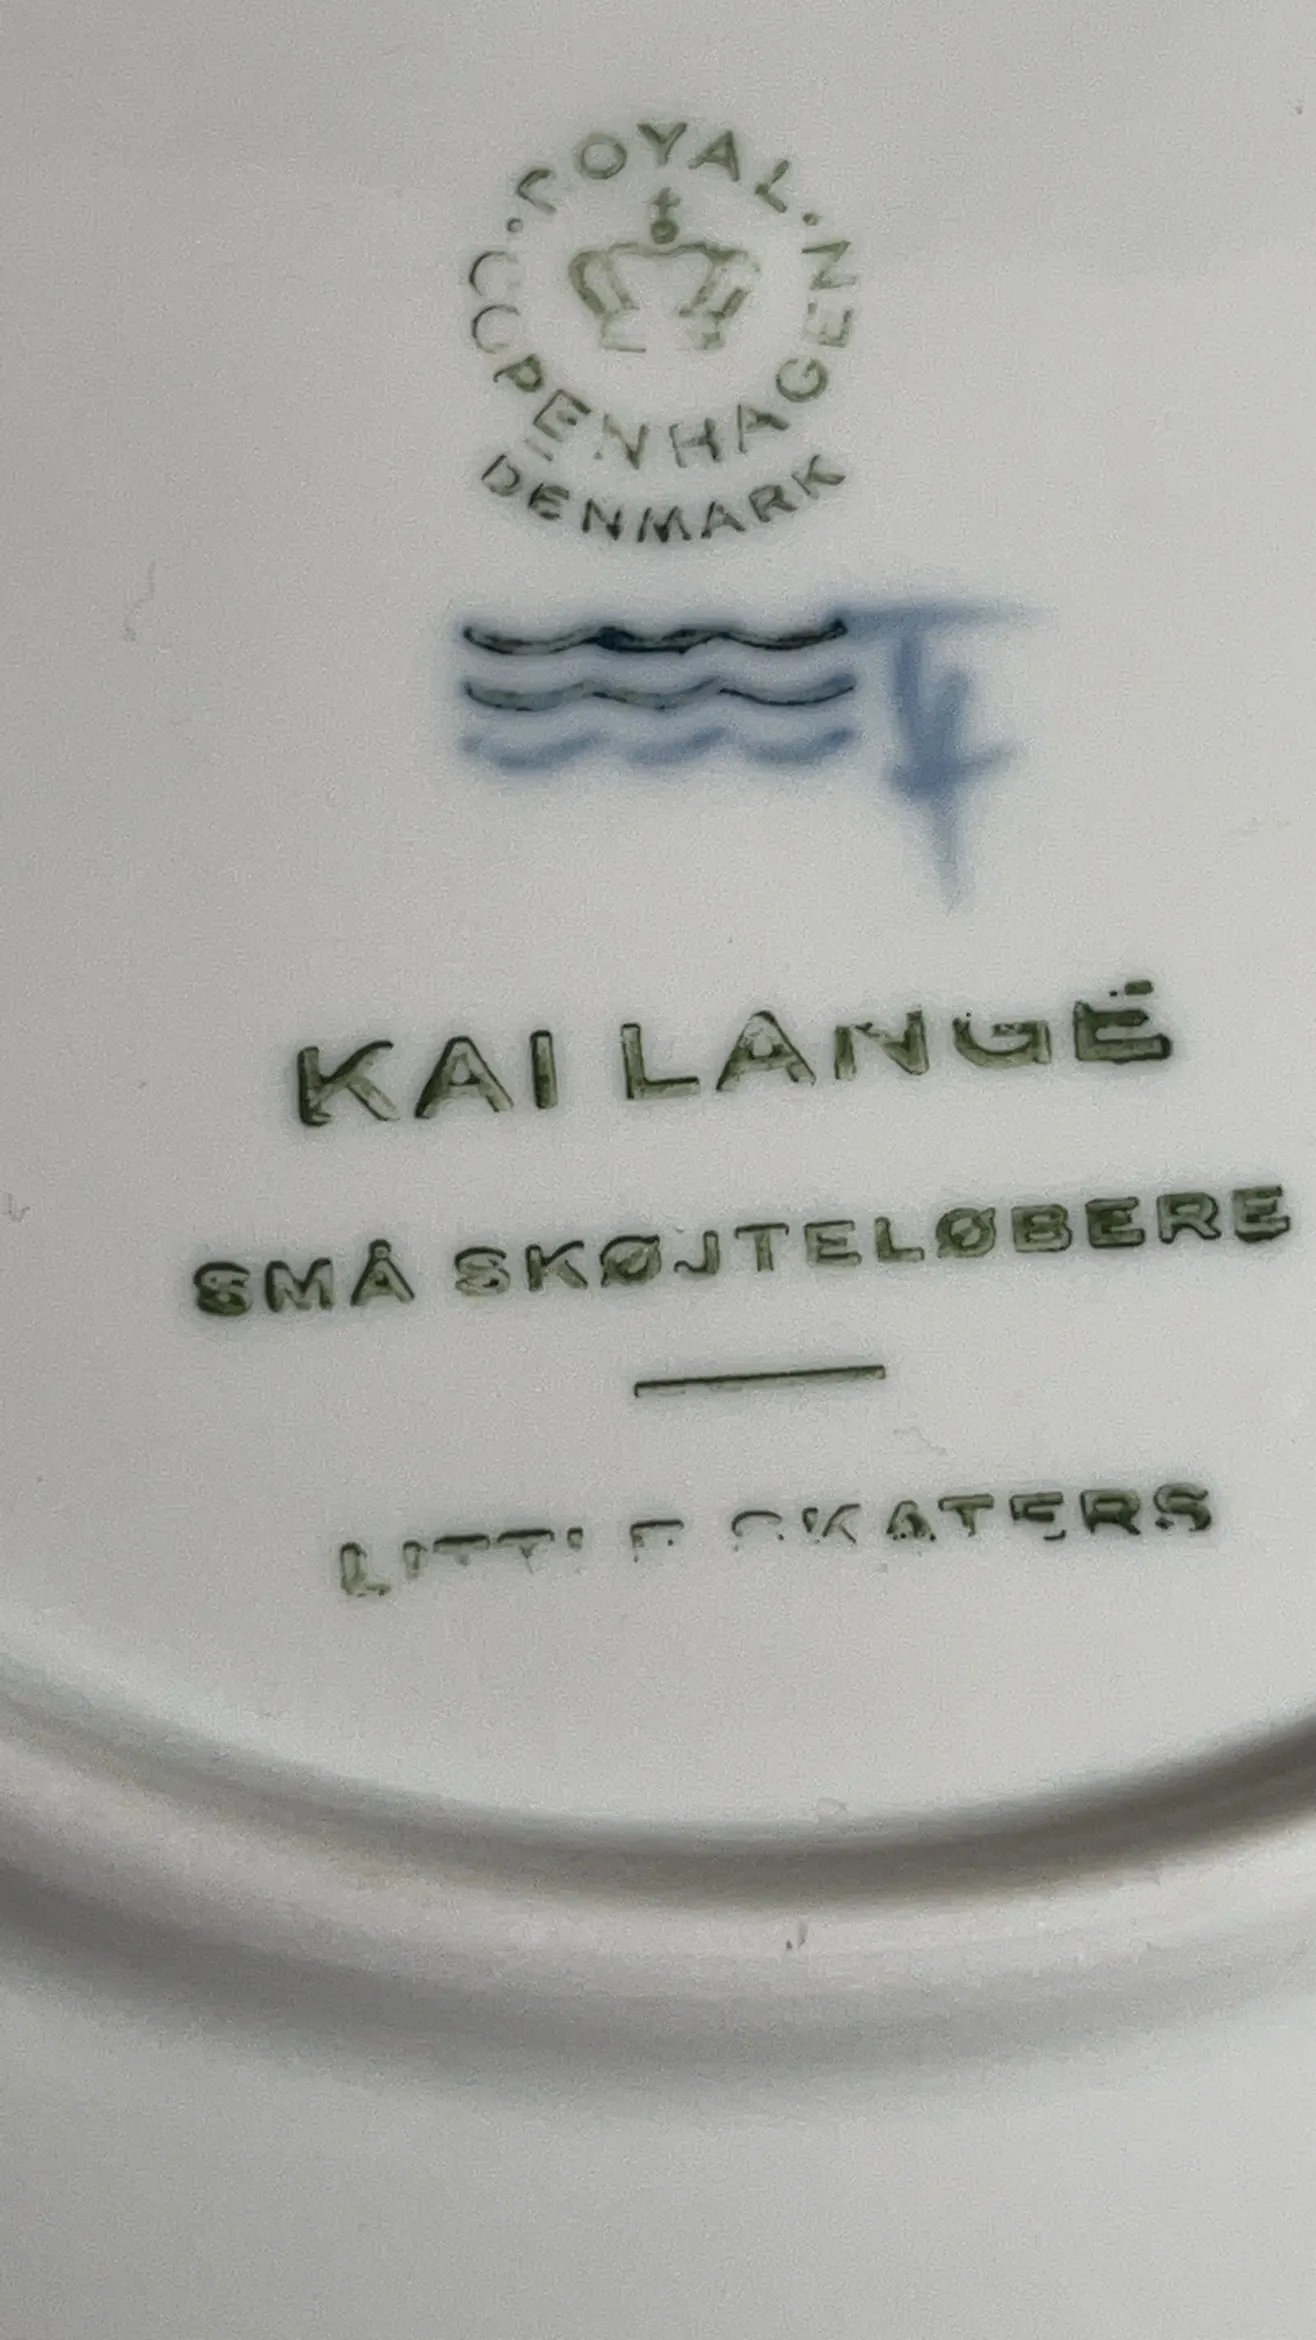 ROYAL
COPENHAGEN
DENMARK
KAI LANGE
SMÅ SKØJTELØBERE
LITTLE SKATERS